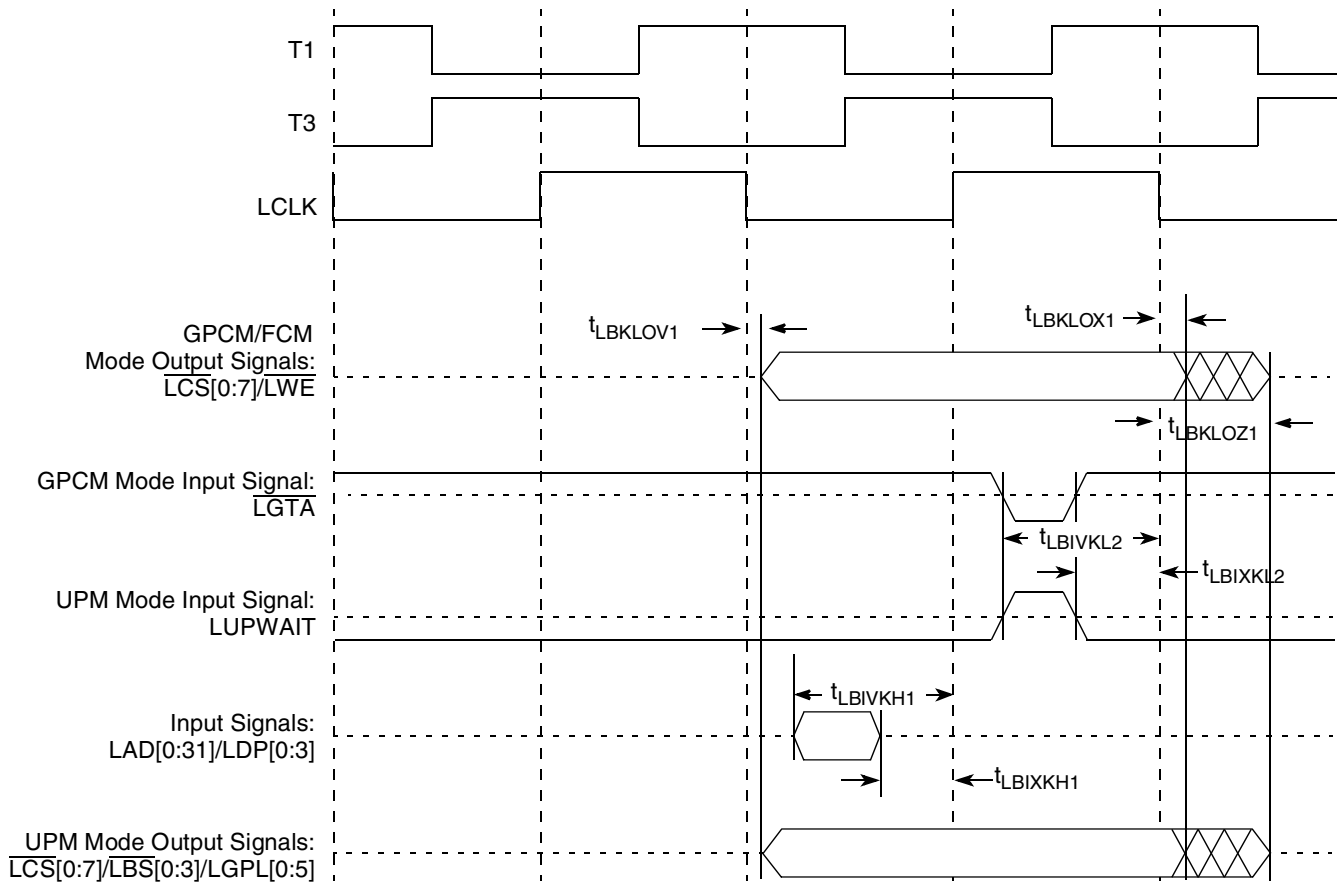 T1
T3
LCLK
GPCM/FCM
Mode Output Signals:
LCS[0:7]/LWE
tLBKLOV1
tLBKLOX1
tLBKLOZ1
GPCM Mode Input Signal:
LGTA
tLBIVKL2
tLBIXKL2
UPM Mode Input Signal:
LUPWAIT
tLBIVKH1
Input Signals:
LAD[0:31]/LDP[0:3]
tLBIXKH1
UPM Mode Output Signals:
LCS[0:7]/LBS[0:3]/LGPL[0:5]